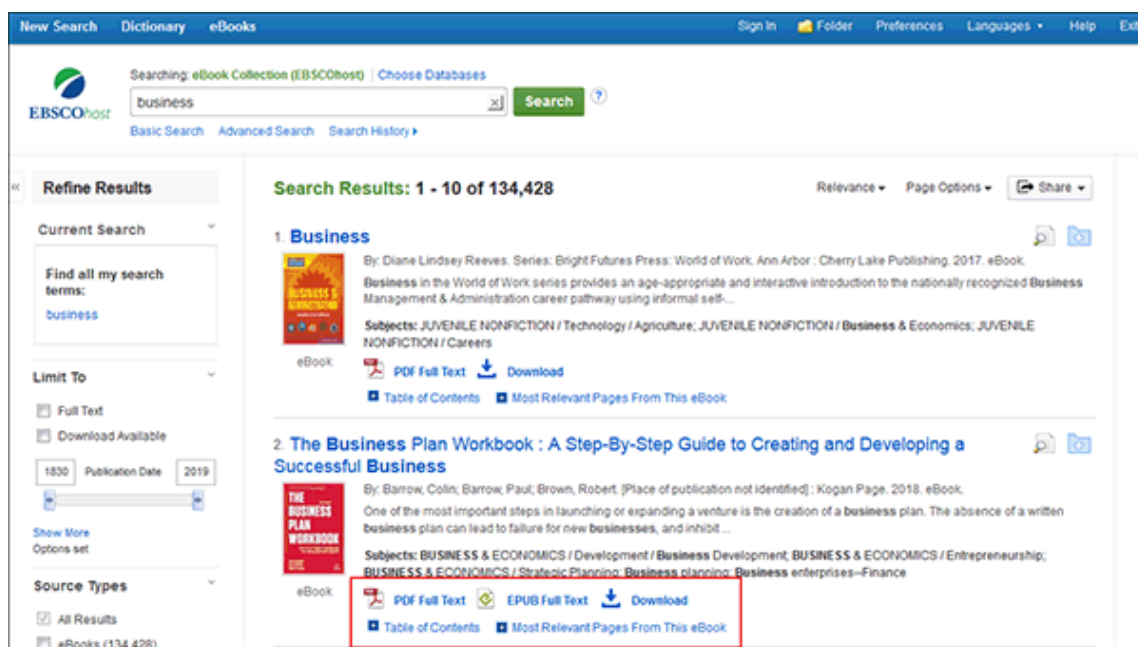 New Search Dictionary eBooks Sign In Folder Preferences Languages Help Exit
Searching: eBook Collection (EBSCOhost) Choose Databases
business Search
EBSCOhost
Basic Search Advanced Search Search History
Refine Results
Current Search
Find all my search
terms:
business
Limit To
Full Text
Download Available
1830 Publication Date 2019
Show More
Options set
Source Types
All Results
eBooks (134,428)
Search Results: 1 - 10 of 134,428 Relevance Page Options Share
1. Business
By: Diane Lindsey Reeves. Series: Bright Futures Press: World of Work. Ann Arbor : Cherry Lake Publishing. 2017. eBook.
Business in the World of Work series provides an age-appropriate and interactive introduction to the nationally recognized Business
Management & Administration career pathway using informal self-...
Subjects: JUVENILE NONFICTION / Technology / Agriculture; JUVENILE NONFICTION / Business & Economics; JUVENILE
NONFICTION / Careers
BUSINESS &
ADMINISTRATION
eBook
PDF Full Text Download
Table of Contents Most Relevant Pages From This eBook
2. The Business Plan Workbook : A Step-By-Step Guide to Creating and Developing a
Successful Business
By: Barrow, Colin; Barrow, Paul; Brown, Robert. [Place of publication not identified] : Kogan Page. 2018. eBook.
One of the most important steps in launching or expanding a venture is the creation of a business plan. The absence of a written
business plan can lead to failure for new businesses, and inhibit ...
Subjects: BUSINESS & ECONOMICS / Development / Business Development; BUSINESS & ECONOMICS / Entrepreneurship;
BUSINESS & ECONOMICS / Strategic Planning; Business planning; Business enterprises--Finance
THE
BUSINESS
PLAN
WORKBOOK
eBook
PDF Full Text EPUB Full Text Download
Table of Contents Most Relevant Pages From This eBook